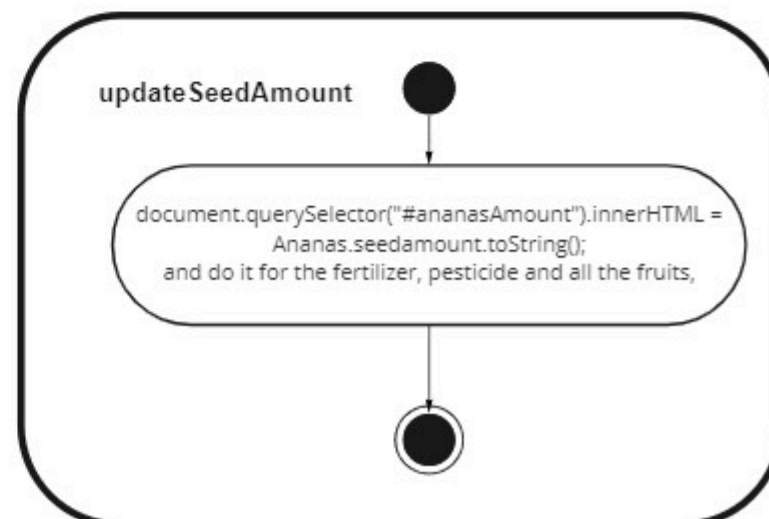 updateSeedAmount
document.querySelector("#ananasAmount").innerHTML =
Ananas.seedamount.toString();
and do it for the fertilizer, pesticide and all the fruits,